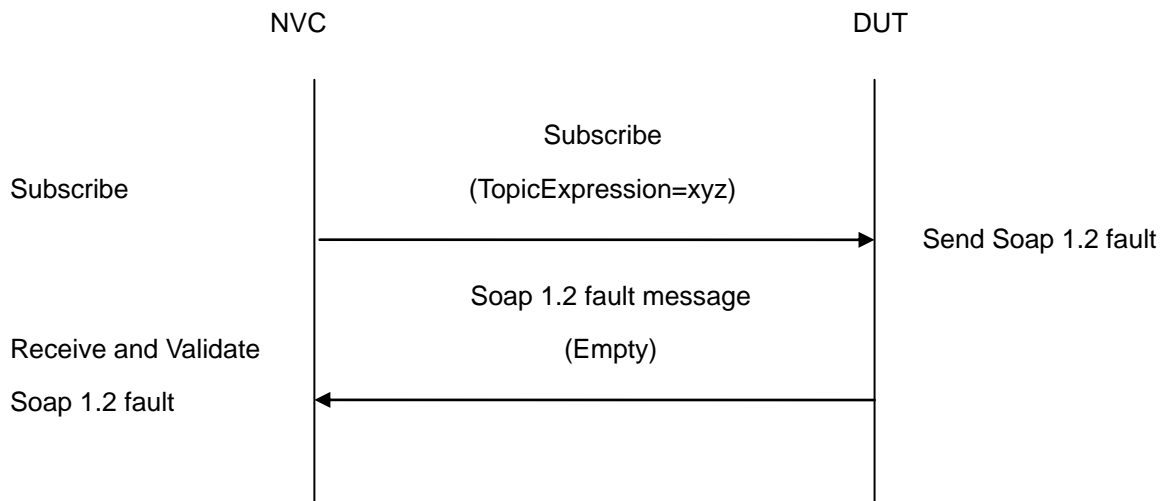 NVC
DUT
Subscribe
Subscribe
(TopicExpression=xyz)
Send Soap 1.2 fault
Soap 1.2 fault message
Receive and Validate
(Empty)
Soap 1.2 fault